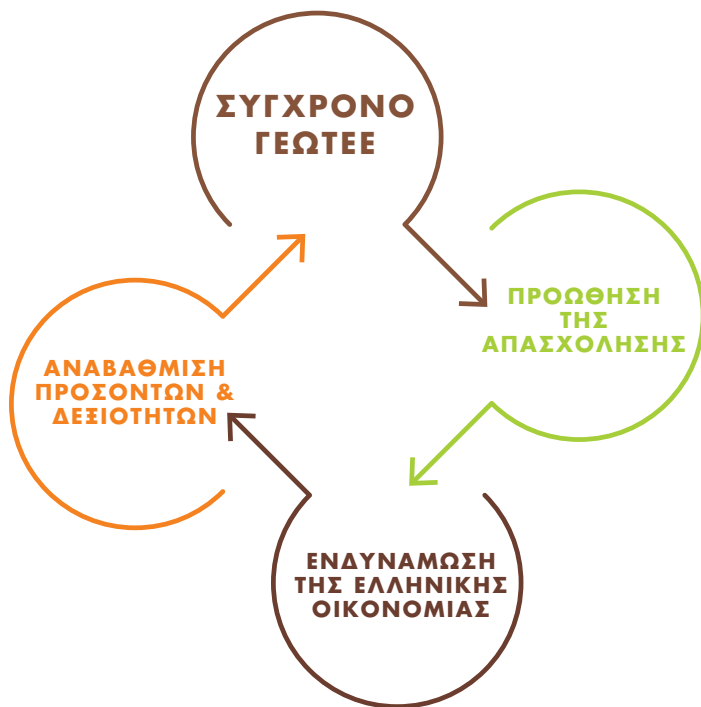 ΣΥΓΧΡΟΝΟ
ΓΕΩΤΕΕ
ΠΡΟΩΘΗΣΗ
ΤΗΣ
ΑΠΑΣΧΟΛΗΣΗΣ
ΕΝΔΥΝΑΜΩΣΗ
ΤΗΣ ΕΛΛΗΝΙΚΗΣ
ΟΙΚΟΝΟΜΙΑΣ
ΑΝΑΒΑΘΜΙΣΗ
ΠΡΟΣΟΝΤΩΝ &
ΔΕΞΙΟΤΗΤΩΝ